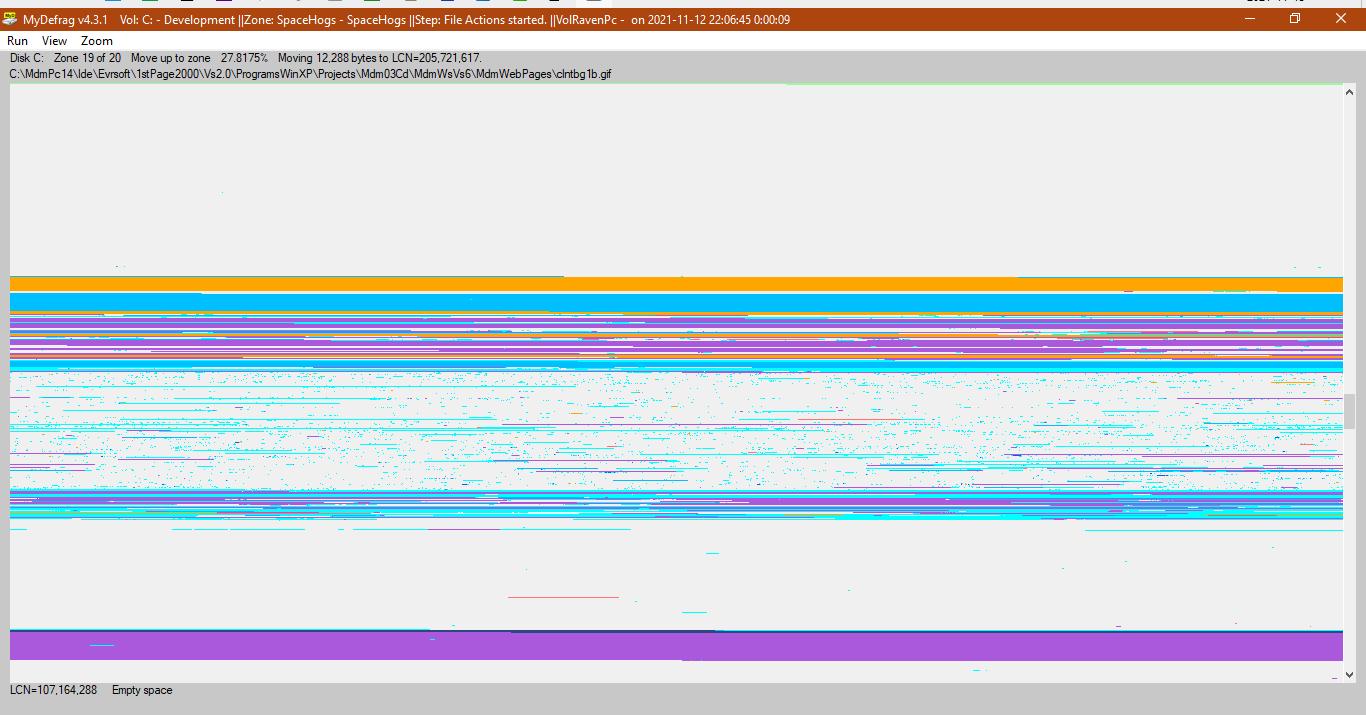 MyDefrag v4.3.1 Vol: C: - Development ||Zone: SpaceHogs - SpaceHogs ||Step: File Actions started. ||VolRavenPc - on 2021-11-12 22:06:45 0:00:09
Run View Zoom
Disk C: Zone 19 of 20 Move up to zone 27.8175% Moving 12,288 bytes to LCN=205,721,617.
C:\MdmPc14\Ide\Evrsoft\1stPage2000\Vs2.0\ProgramsWinXP\Projects\Mdm03Cd\MdmWsVs6\MdmWebPages\clntbg1b.gif
LCN=107,164,288 Empty space